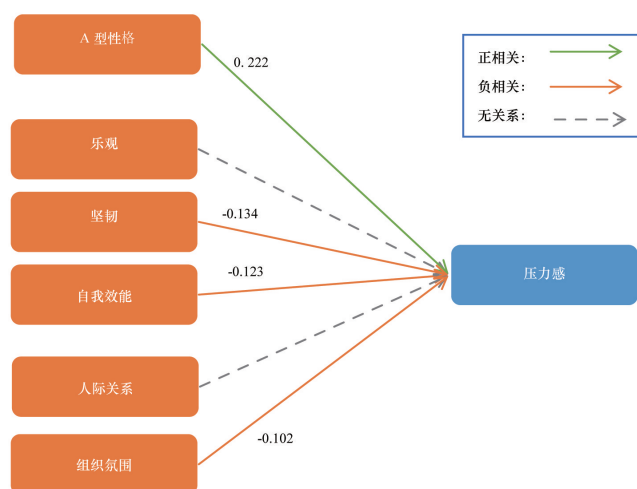 A 型性格
0. 222
正相关：
负相关：
无关系：
乐观
坚韧
-0.134
自我效能
-0.123
压力感
人际关系
组织氛围
-0.102